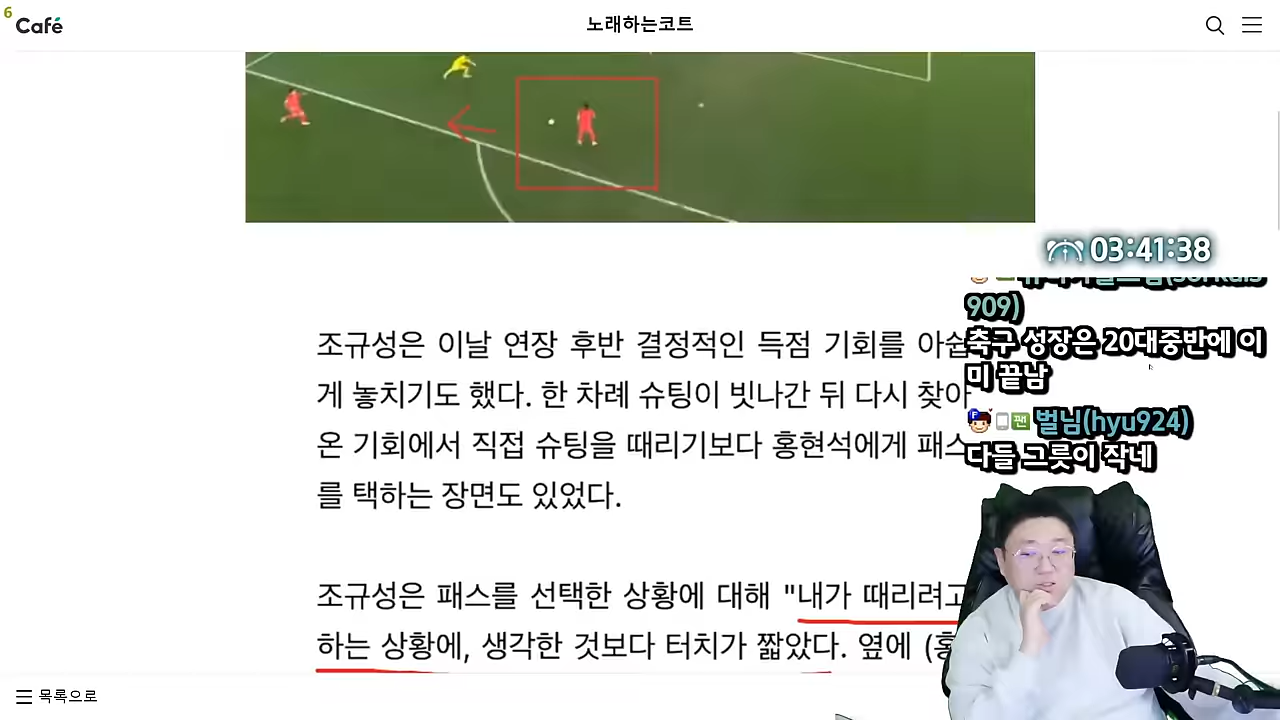 6
Café
노래하는코트
03:41:38
909)
축구 성장은 20대중반에 이
미 끝남
벌님(hyu924)
다들 그릇이 작네
조규성은 이날 연장 후반 결정적인 득점 기회를 아쉽
게 놓치기도 했다. 한 차례 슈팅이 빗나간 뒤 다시 찾아
온 기회에서 직접 슈팅을 때리기보다 홍현석에게 패스
를 택하는 장면도 있었다.
조규성은 패스를 선택한 상황에 대해 "내가 때리려고
하는 상황에, 생각한 것보다 터치가 짧았다. 옆에 (홍
목록으로